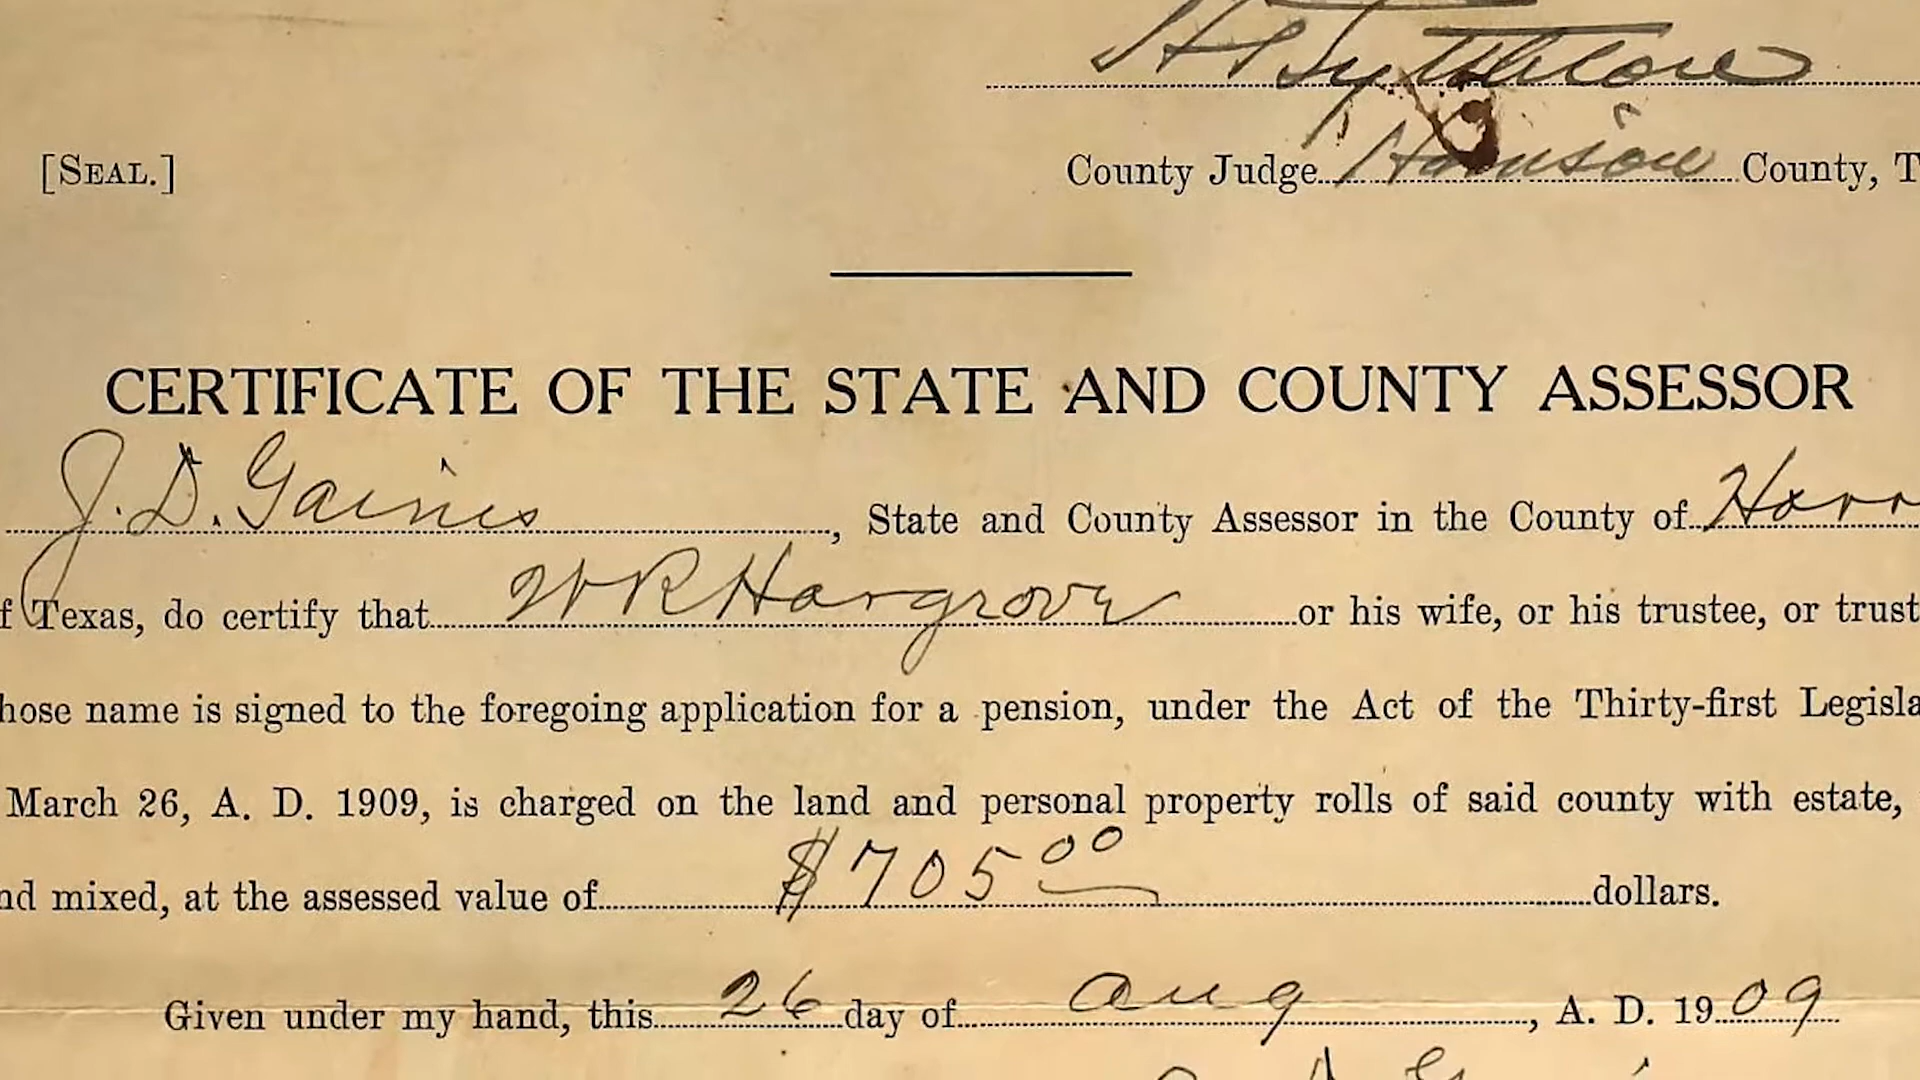 [SEAL.]
County Judge Harrison County, T
CERTIFICATE OF THE STATE AND COUNTY ASSESSOR
J. D. Gaines, State and County Assessor in the County of Harr
f Texas, do certify that W R Hargrove or his wife, or his trustee, or trust
hose name is signed to the foregoing application for a pension, under the Act of the Thirty-first Legisla
March 26, A. D. 1909, is charged on the land and personal property rolls of said county with estate,
nd mixed, at the assessed value of $705 00 dollars.
Given under my hand, this 26 day of Aug, A. D. 1909